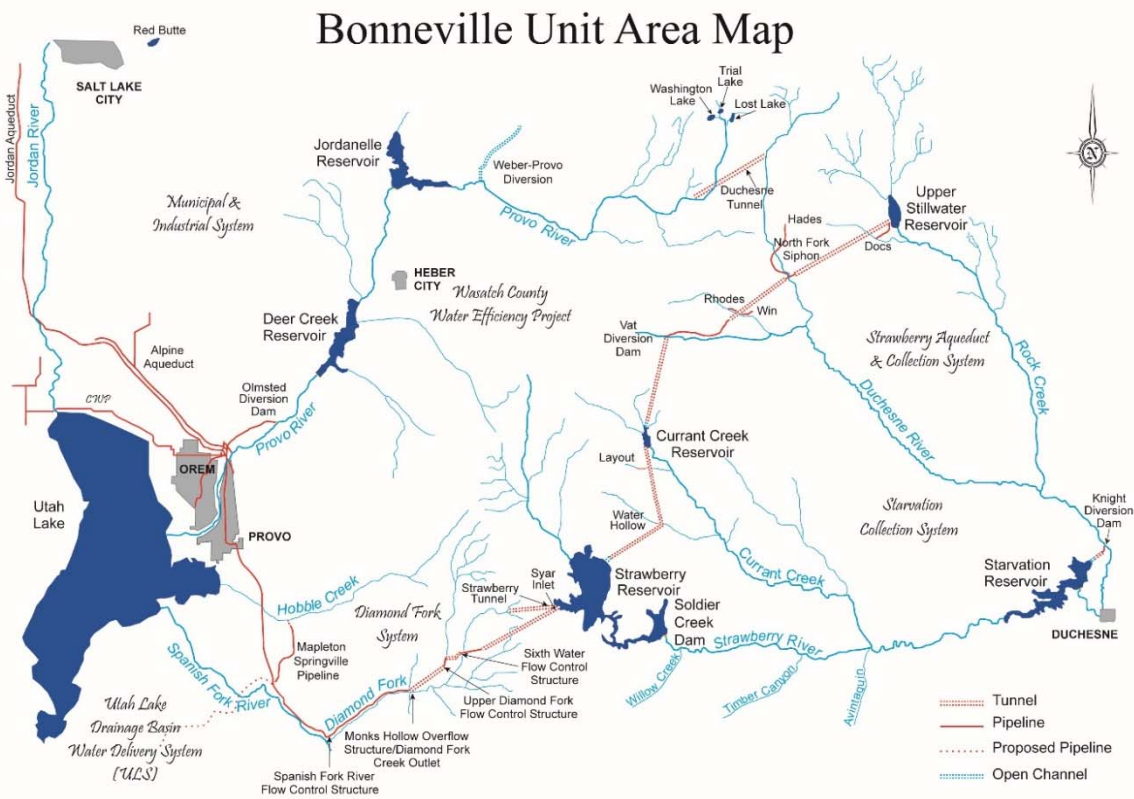 Bonneville Unit Area Map
Red Butte
SALT LAKE
CITY
Jordan Aqueduct
Jordan River
Municipal &
Industrial System
Jordanelle
Reservoir
Weber-Provo
Diversion
Provo River
Washington
Lake
Trial
Lake
Lost Lake
Duchesne
Tunnel
Upper
Stillwater
Reservoir
Hades
Docs
North Fork
Siphon
Rhodes
Win
Vat
Diversion
Dam
HEBER
CITY
Wasatch County
Water Efficiency Project
Deer Creek
Reservoir
Strawberry Aqueduct
& Collection System
Rock Creek
Duchesne River
Alpine
Aqueduct
Olmsted
Diversion
Dam
Provo River
CWP
OREM
Utah
Lake
PROVO
Currant Creek
Reservoir
Layout
Water
Hollow
Starvation
Collection System
Knight
Diversion
Dam
Starvation
Reservoir
DUCHESNE
Currant Creek
Strawberry
Reservoir
Syar
Inlet
Strawberry
Tunnel
Soldier
Creek
Dam
Strawberry River
Willow Creek
Timber Canyon
Avintaquin
Hobble Creek
Diamond Fork
System
Mapleton
Springville
Pipeline
Sixth Water
Flow Control
Structure
Upper Diamond Fork
Flow Control Structure
Diamond Fork
Monks Hollow Overflow
Structure/Diamond Fork
Creek Outlet
Spanish Fork River
Flow Control Structure
Spanish Fork River
Utah Lake
Drainage Basin
Water Delivery System
(ULS)
N
Tunnel
Pipeline
Proposed Pipeline
Open Channel